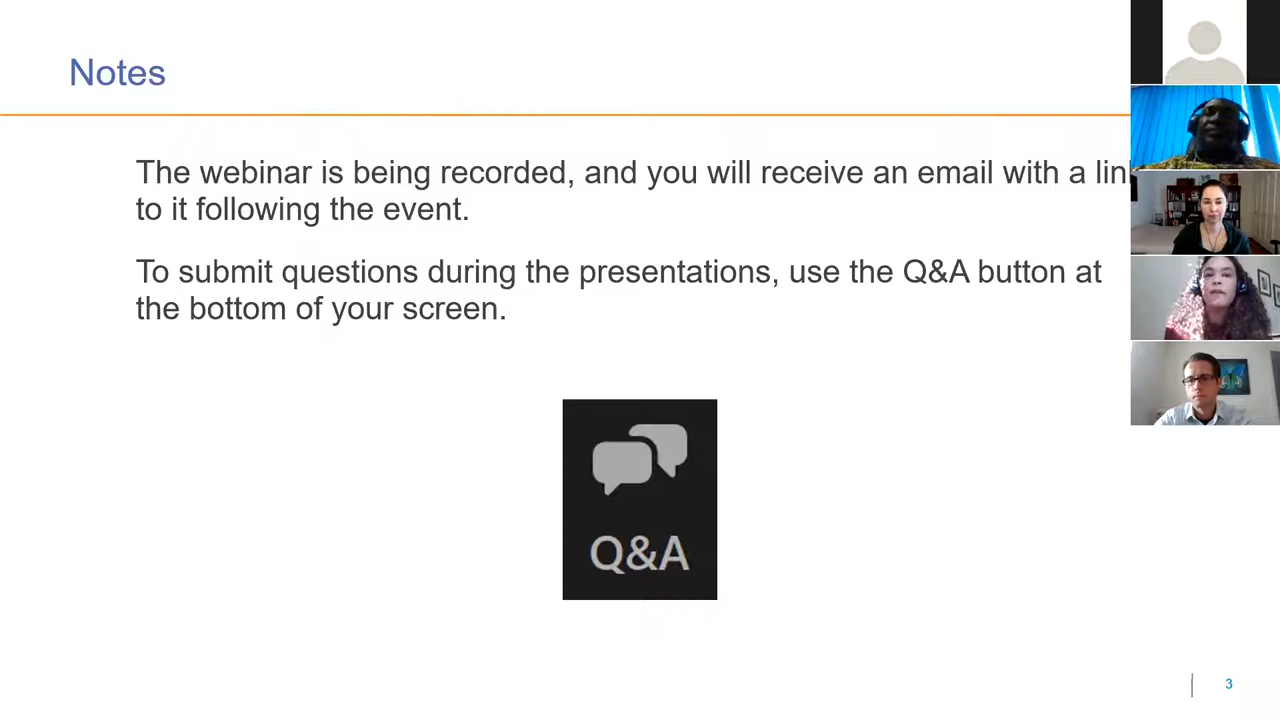 Notes
The webinar is being recorded, and you will receive an email with a
to it following the event.
To submit questions during the presentations, use the Q&A button at
the bottom of your screen.
Q&A
3